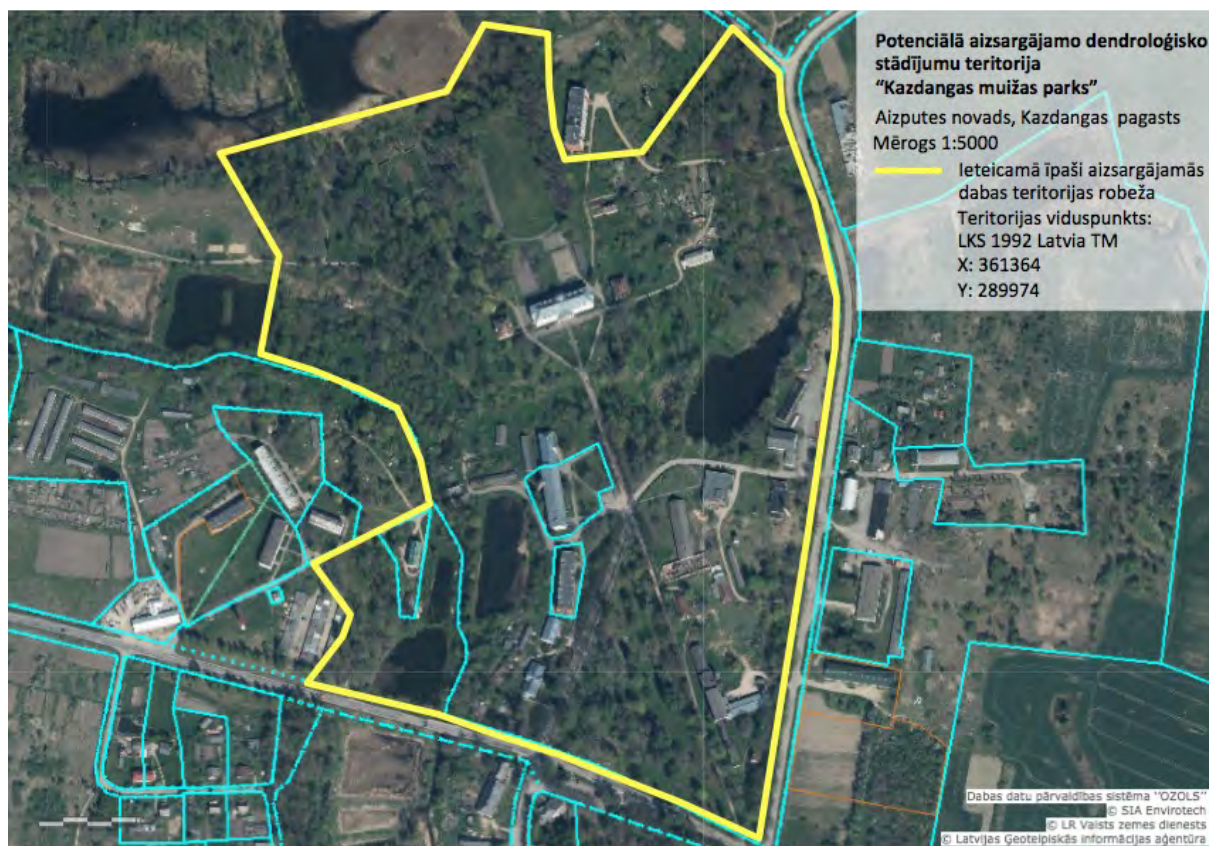 Potenciālā aizsargājamo dendroloģisko
stādījumu teritorija
“Kazdangas muižas parks”
Aizputes novads, Kazdangas pagasts
Mērogs 1:5000
Ieteicamā īpaši aizsargājamās
dabas teritorijas robeža
Teritorijas viduspunkts:
LKS 1992 Latvia TM
X: 361364
Y: 289974
Dabas datu pārvaldības sistēma "OZOLS"
© SIA Envirotech
© LR Valsts zemes dienests
© Latvijas Ģeotelpiskās informācijas aģentūra